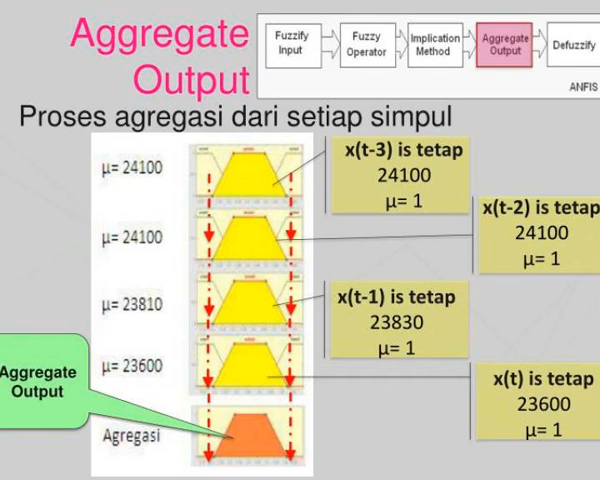 Aggregate
Output
Fuzzify
Input
Fuzzy
Operator
Implication
Method
Aggregate
Output
Defuzzify
ANFIS
Proses agregasi dari setiap simpul
μ= 24100
μ= 24100
μ= 23810
μ= 23600
Agregasi
x(t-3) is tetap
24100
μ= 1
x(t-2) is tetap
24100
μ= 1
x(t-1) is tetap
23830
μ= 1
x(t) is tetap
23600
μ= 1
Aggregate
Output